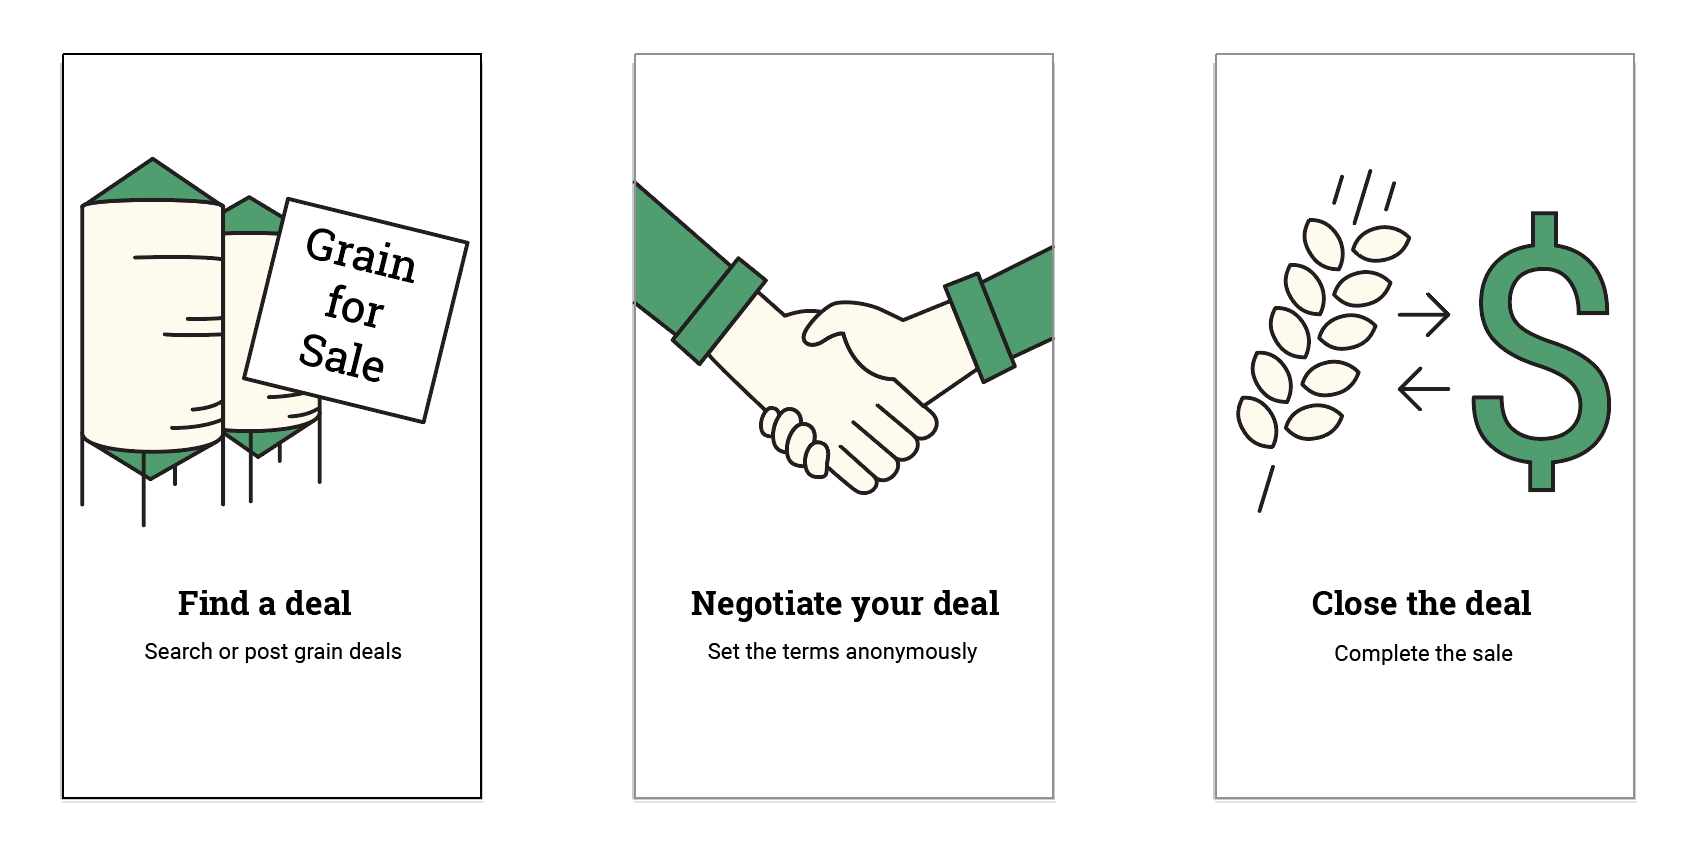 Grain
for
Sale
Find a deal
Search or post grain deals
Negotiate your deal
Set the terms anonymously
$
Close the deal
Complete the sale